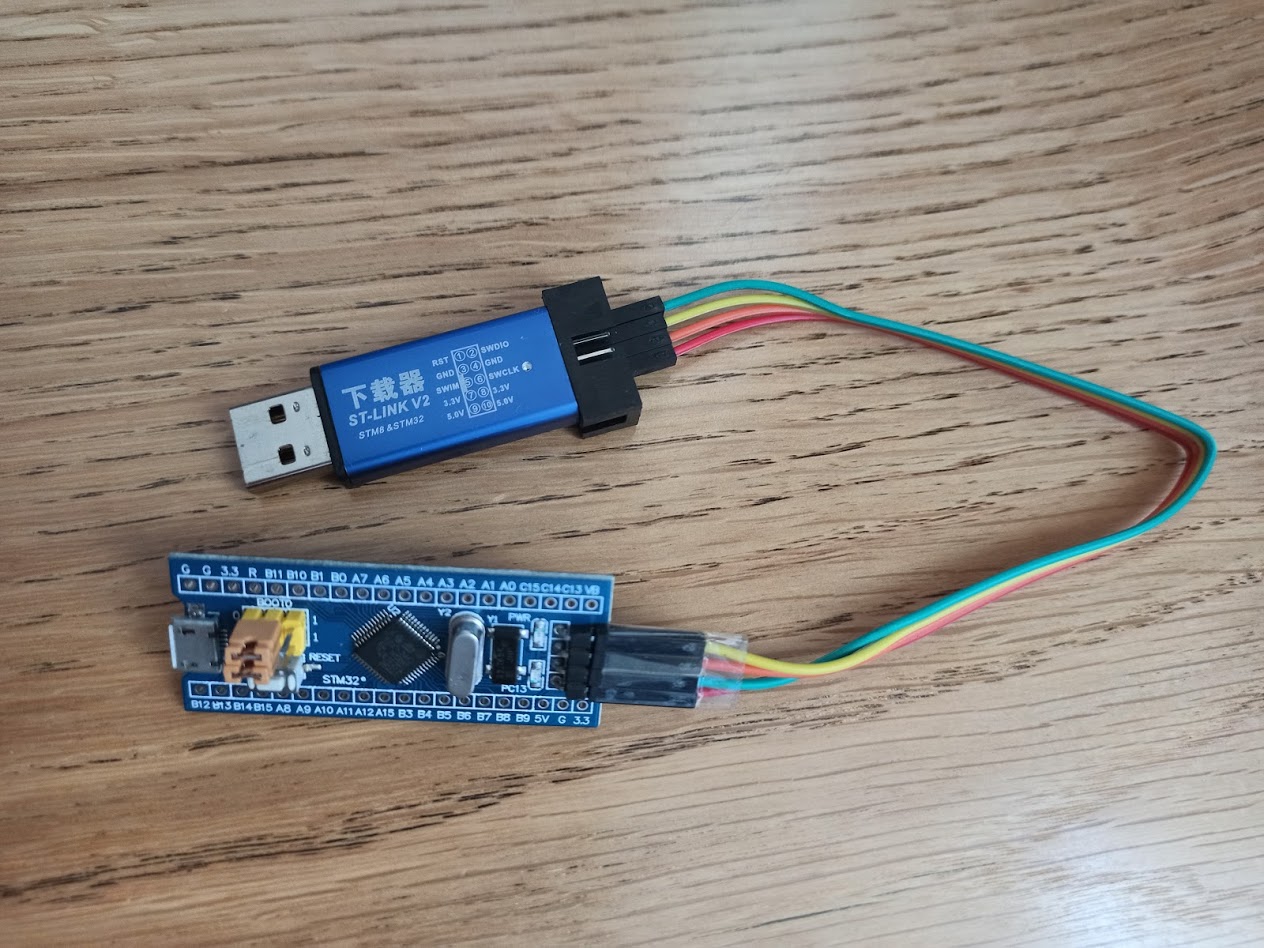 下载器
ST-LINK V2
STM8 &STM32
RST ① ② SWDIO
GND ③ ④ GND
SWIM ⑤ ⑥ SWCLK
3.3V ⑦ ⑧ 3.3V
5.0V ⑨ ⑩ 5.0V
G G 3.3 R B11 B10 B1 B0 A7 A6 A5 A4 A3 A2 A1 A0 C15 C14 C13 VB
BOOT0
1
1
U2
Y2
Y1
PWR
RESET
STM32
PC13
B12 B13 B14 B15 A8 A9 A10 A11 A12 A15 B3 B4 B5 B6 B7 B8 B9 5V G 3.3